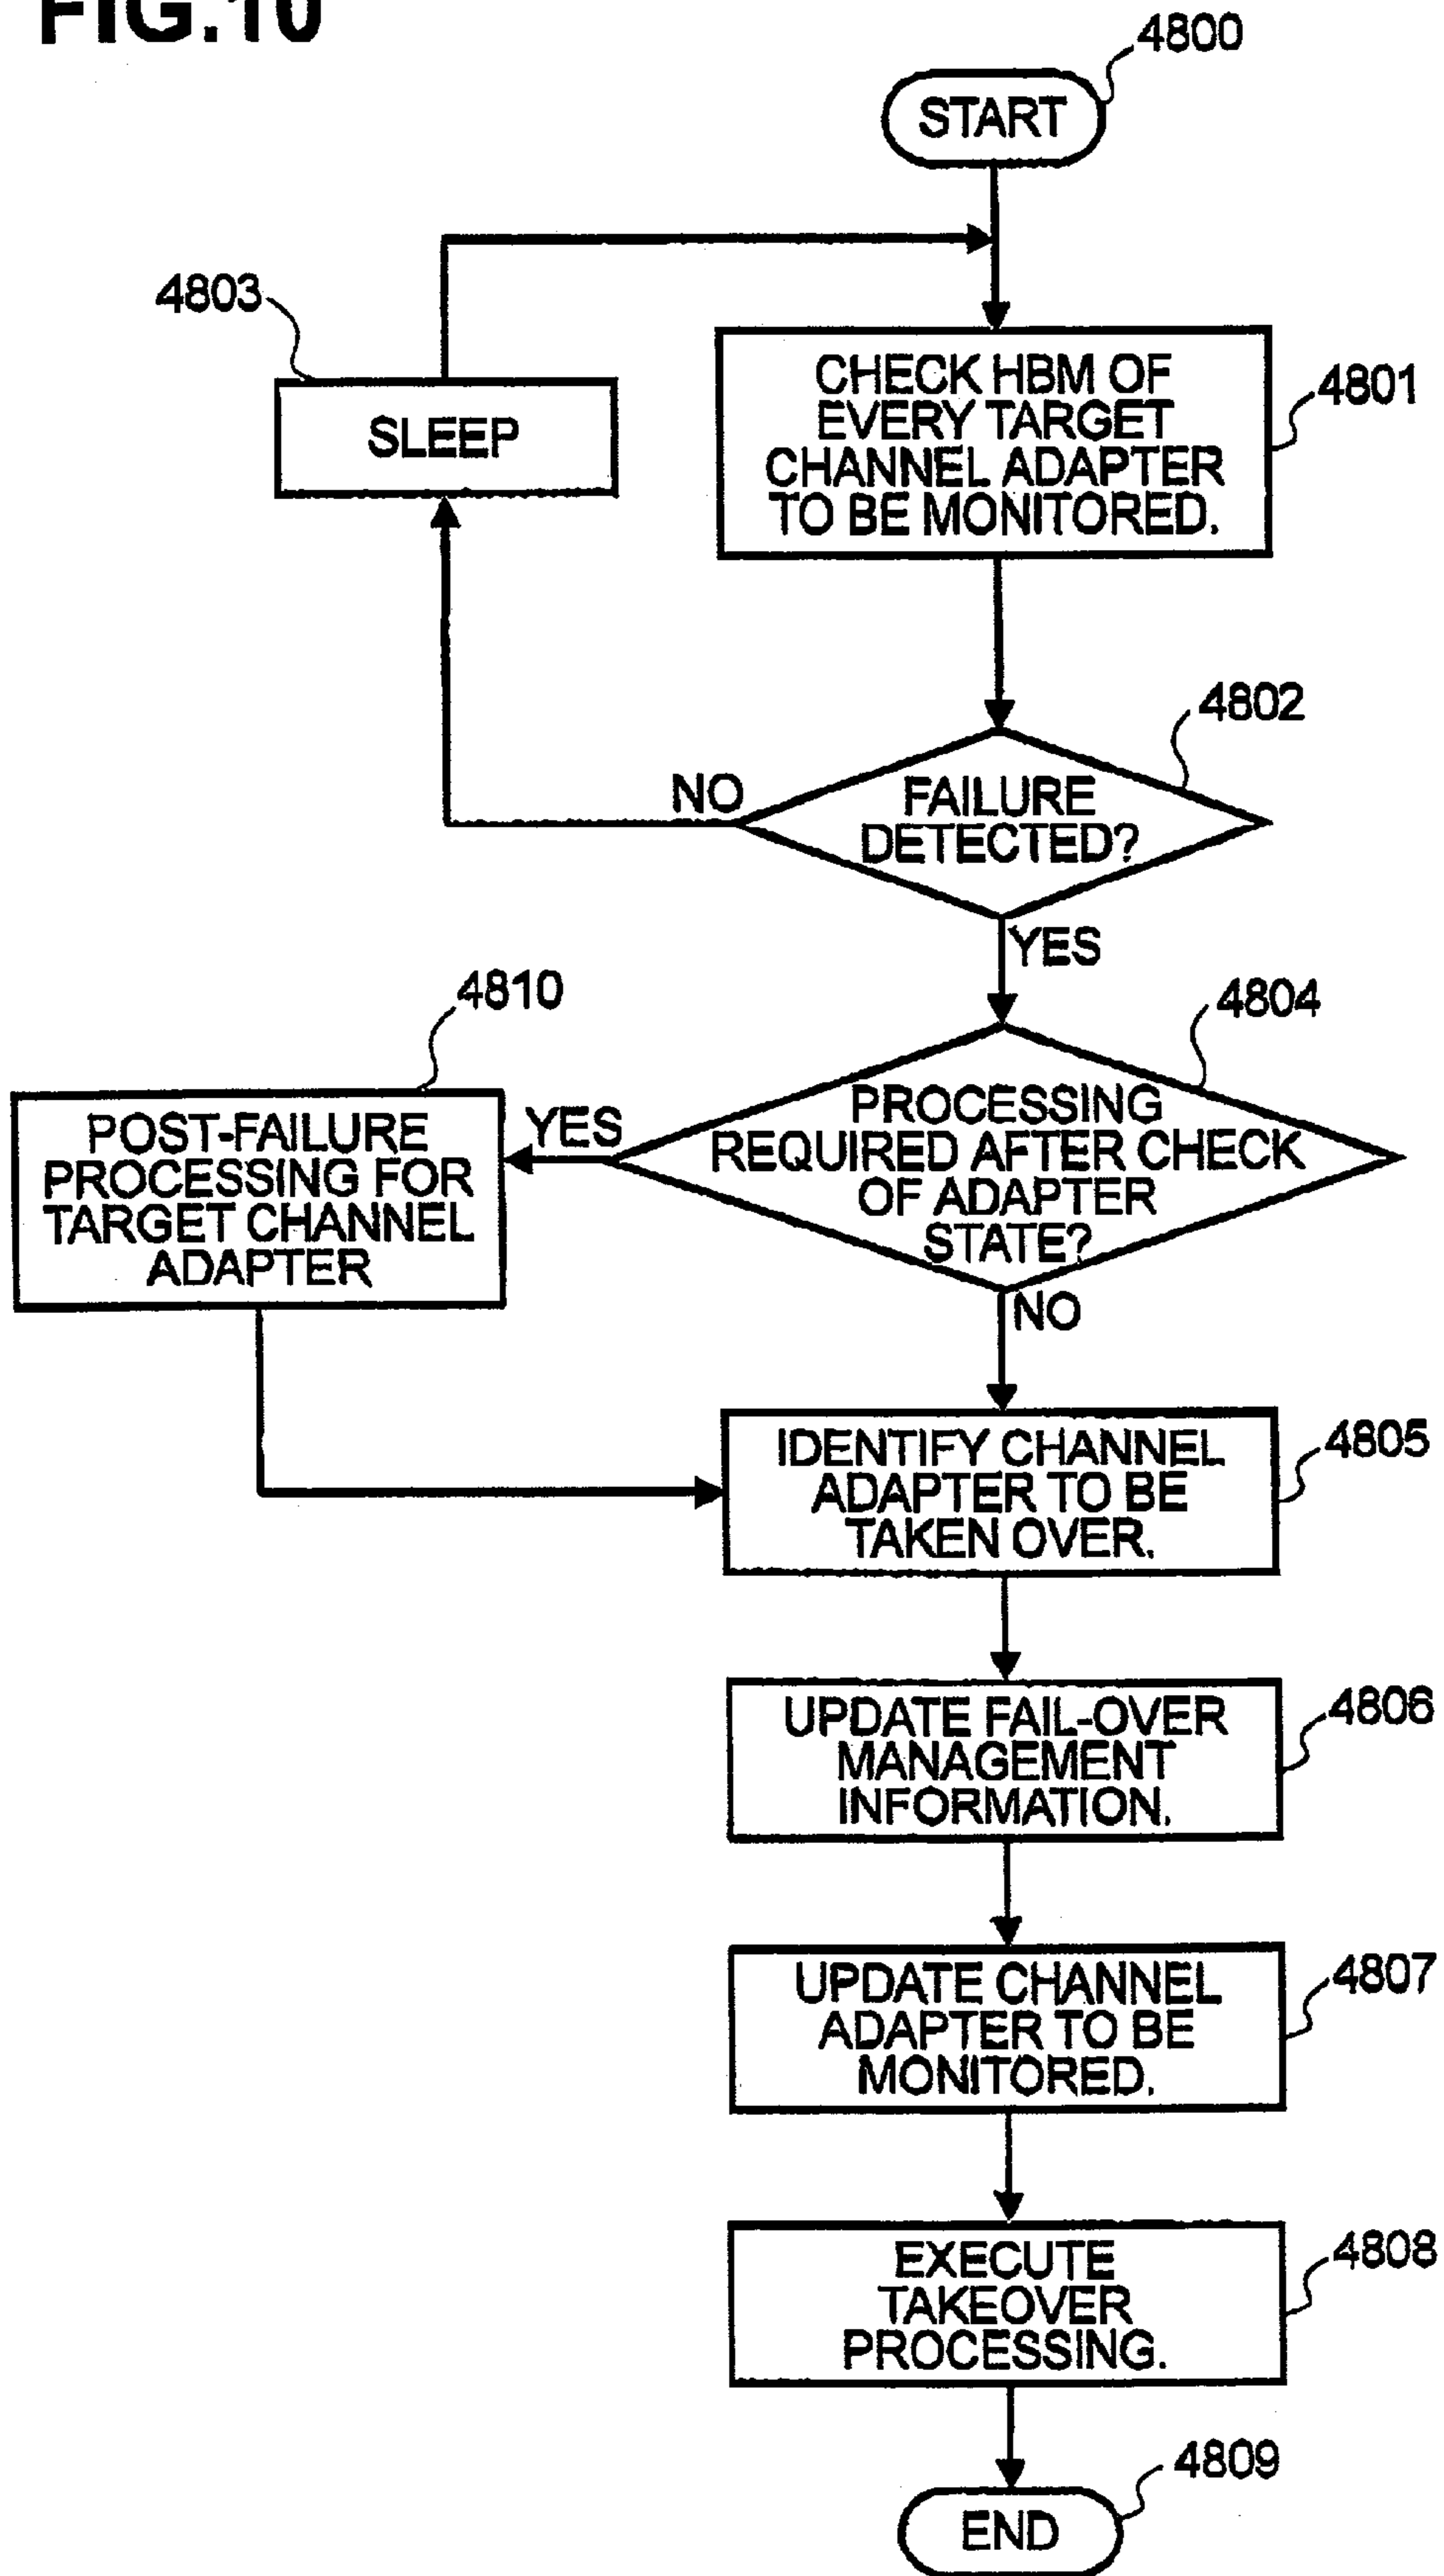 FIG.10
4800
START
4803
SLEEP
CHECK HBM OF
EVERY TARGET
CHANNEL ADAPTER
TO BE MONITORED.
4801
4802
NO
FAILURE
DETECTED?
YES
4810
4804
POST-FAILURE
PROCESSING FOR
TARGET CHANNEL
ADAPTER
YES
PROCESSING
REQUIRED AFTER CHECK
OF ADAPTER
STATE?
NO
IDENTIFY CHANNEL
ADAPTER TO BE
TAKEN OVER.
4805
UPDATE FAIL-OVER
MANAGEMENT
INFORMATION.
4806
UPDATE CHANNEL
ADAPTER TO BE
MONITORED.
4807
EXECUTE
TAKEOVER
PROCESSING.
4808
4809
END